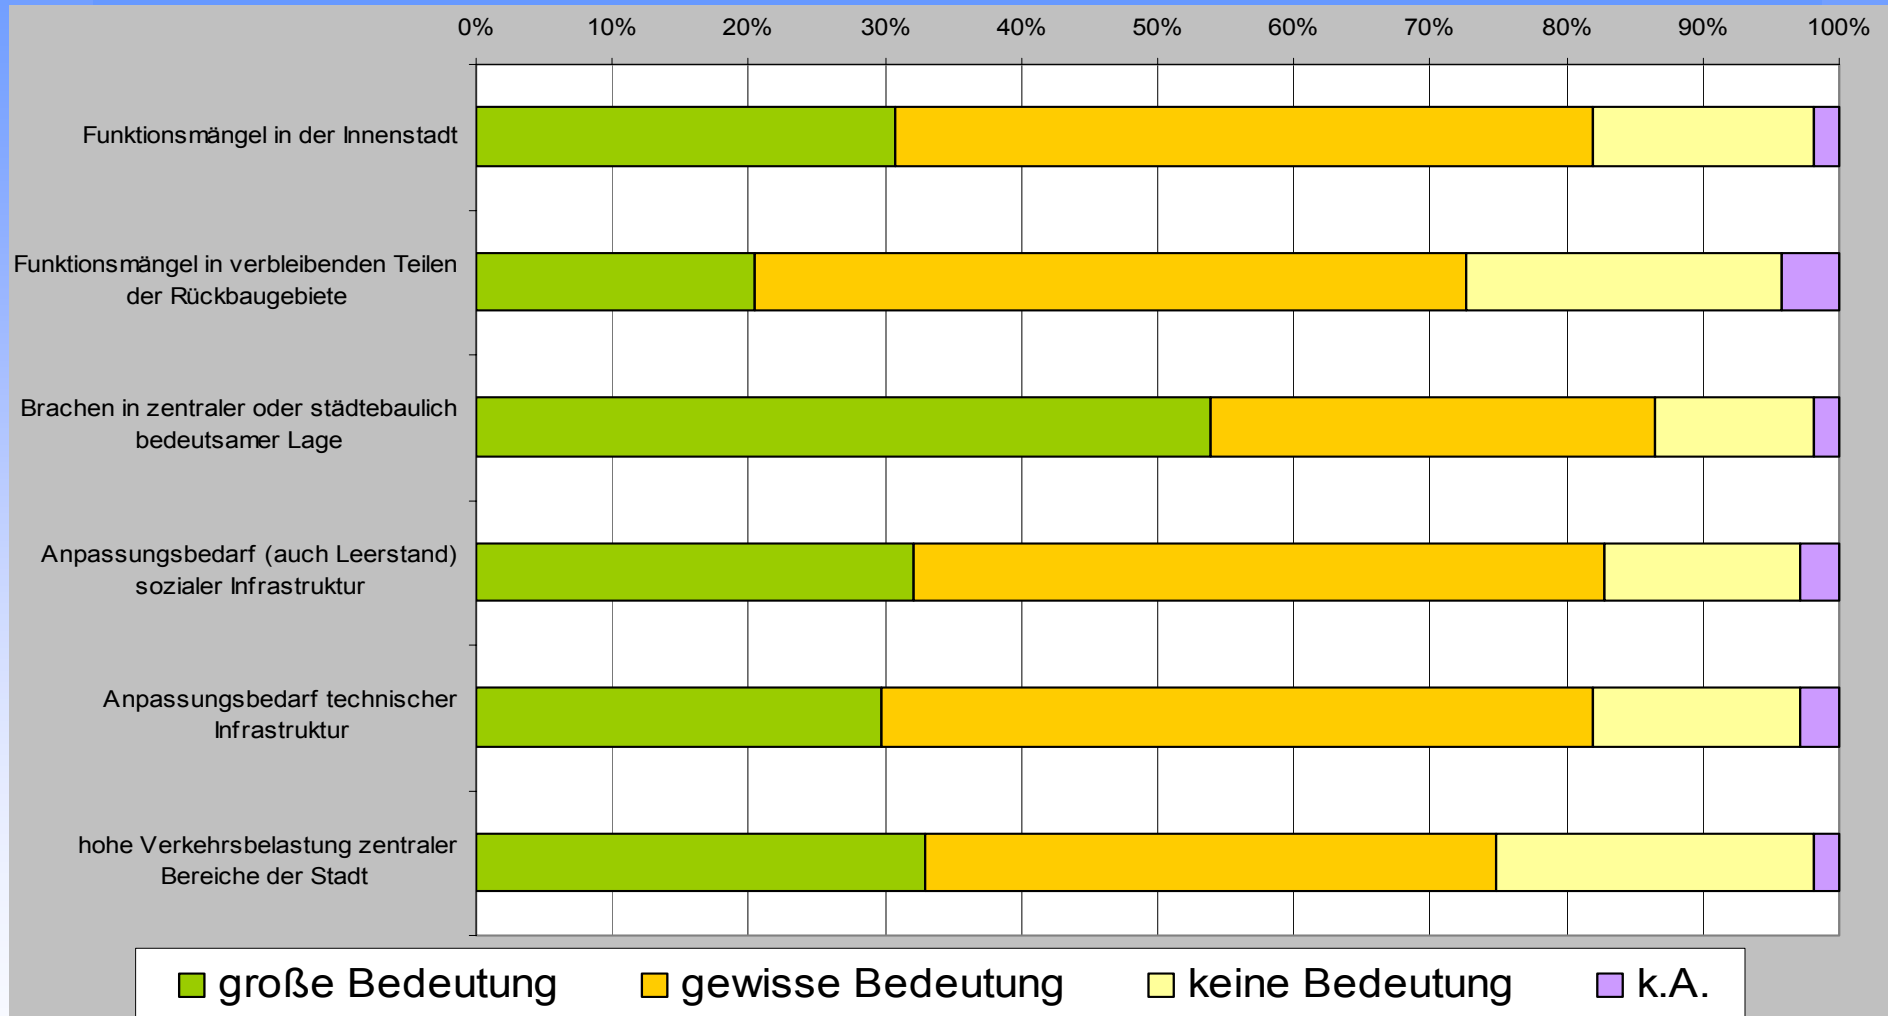 0% 10% 20% 30% 40% 50% 60% 70% 80% 90% 100%
Funktionsmängel in der Innenstadt
Funktionsmängel in verbleibenden Teilen
der Rückbaugebiete
Brachen in zentraler oder städtebaulich
bedeutsamer Lage
Anpassungsbedarf (auch Leerstand)
sozialer Infrastruktur
Anpassungsbedarf technischer
Infrastruktur
hohe Verkehrsbelastung zentraler
Bereiche der Stadt
große Bedeutung gewisse Bedeutung keine Bedeutung k.A.